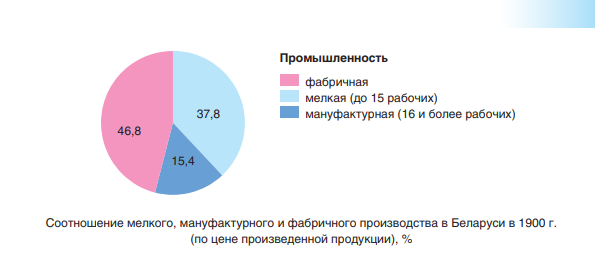 Промышленность
фабричная
мелкая (до 15 рабочих)
мануфактурная (16 и более рабочих)
37,8
46,8
15,4
Соотношение мелкого, мануфактурного и фабричного производства в Беларуси в 1900 г.
(по цене произведенной продукции), %